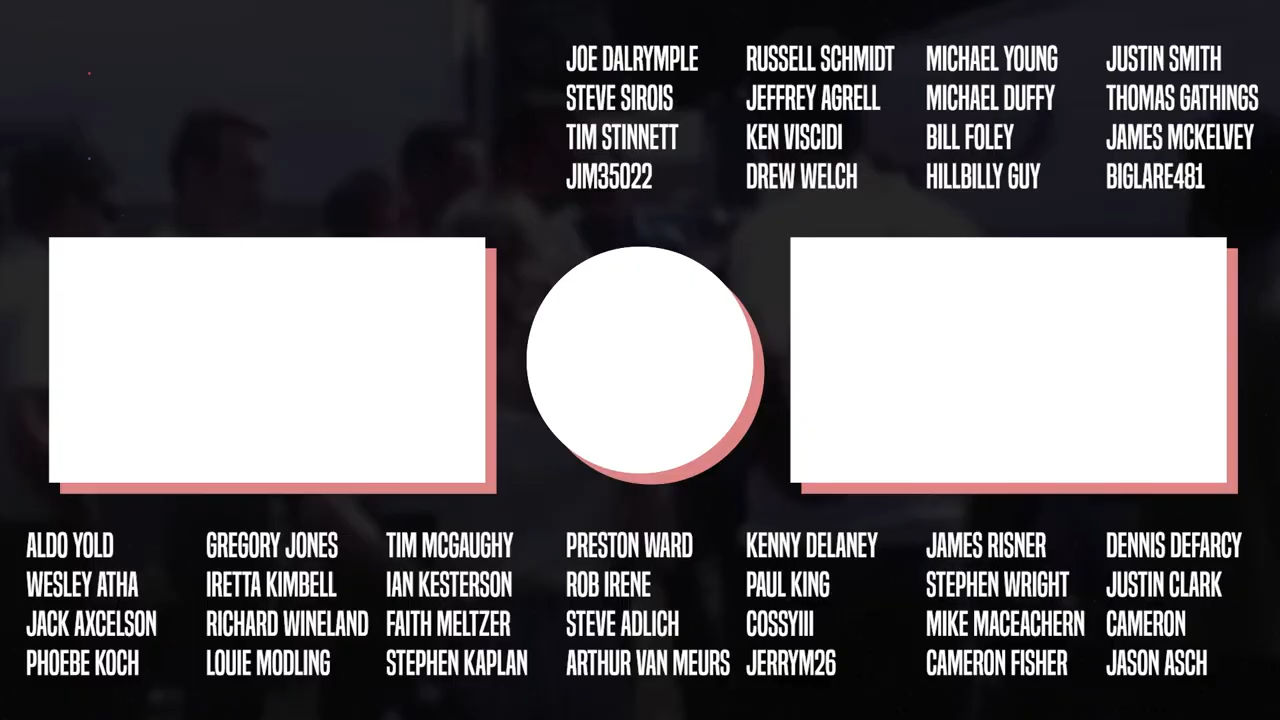 JOE DALRYMPLE RUSSELL SCHMIDT MICHAEL YOUNG JUSTIN SMITH
STEVE SIROIS JEFFREY AGRELL MICHAEL DUFFY THOMAS GATHINGS
TIM STINNETT KEN VISCIDI BILL FOLEY JAMES MCKELVEY
JIM35022 DREW WELCH HILLBILLY GUY BIGLARE481
ALDO YOLD GREGORY JONES TIM MCGAUGHY PRESTON WARD KENNY DELANEY JAMES RISNER DENNIS DEFARCY
WESLEY ATHA IRETTA KIMBELL IAN KESTERSON ROB IRENE PAUL KING STEPHEN WRIGHT JUSTIN CLARK
JACK AXCELSON RICHARD WINELAND FAITH MELTZER STEVE ADLICH COSSYIII MIKE MACEACHERN CAMERON
PHOEBE KOCH LOUIE MODLING STEPHEN KAPLAN ARTHUR VAN MEURS JERRYM26 CAMERON FISHER JASON ASCH